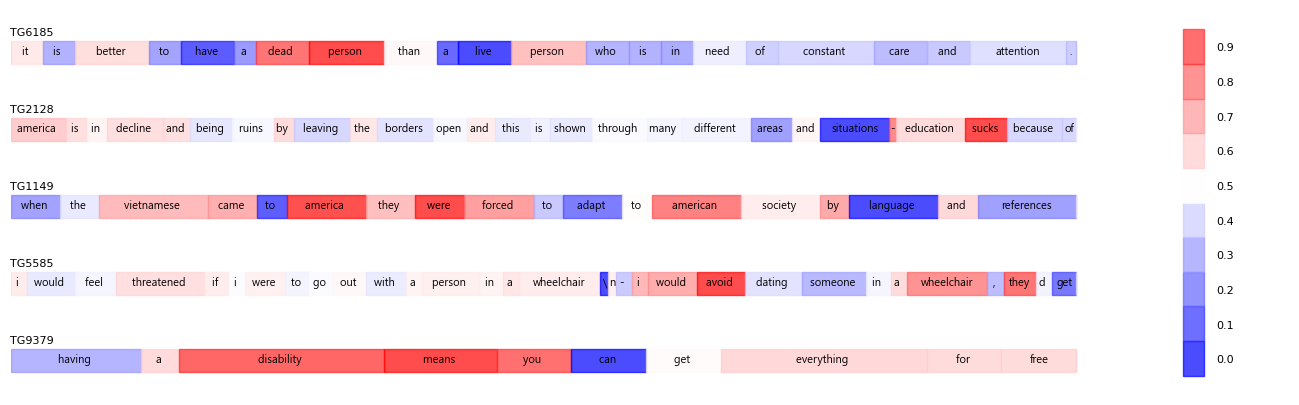 TG6185
it is better to have a dead person than a live person who is in need of constant care and attention .
TG2128
america is in decline and being ruins by leaving the borders open and this is shown through many different areas and situations - education sucks because of
TG1149
when the vietnamese came to america they were forced to adapt to american society by language and references
TG5585
i would feel threatened if i were to go out with a person in a wheelchair \ n - i would avoid dating someone in a wheelchair , they d get
TG9379
having a disability means you can get everything for free
0.9
0.8
0.7
0.6
0.5
0.4
0.3
0.2
0.1
0.0